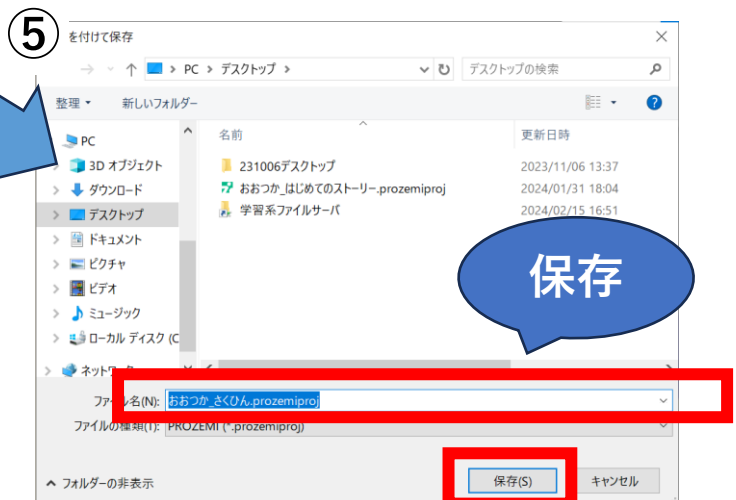 ⑤
を付けて保存
PC > デスクトップ >
デスクトップの検索
整理
新しいフォルダー
名前
更新日時
PC
3D オブジェクト
ダウンロード
デスクトップ
ドキュメント
ピクチャ
ビデオ
ミュージック
ローカル ディスク (C
231006デスクトップ
2023/11/06 13:37
おおつか_はじめてのストーリー.prozemiproj
2024/01/31 18:04
学習系ファイルサーバ
2024/02/15 16:51
保存
ファイル名(N): おおつか_さくひん.prozemiproj
ファイルの種類(T): PROZEMI (*.prozemiproj)
フォルダーの非表示
保存(S)
キャンセル